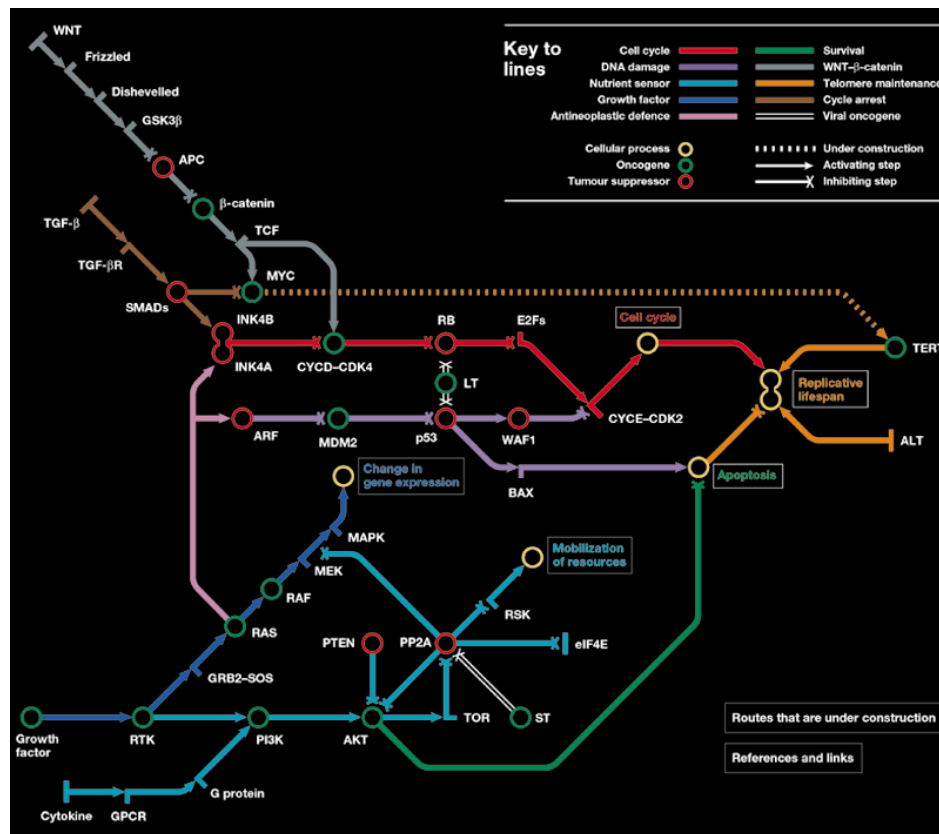 WNT
Frizzled
Dishevelled
GSK3β
APC
β-catenin
TCF
TGF-β
TGF-βR
SMADs
MYC
INK4B
INK4A
CYCD–CDK4
RB
E2Fs
Cell cycle
TERT
LT
Replicative
lifespan
ARF
MDM2
p53
WAF1
CYCE–CDK2
ALT
BAX
Apoptosis
Change in
gene expression
MAPK
MEK
Mobilization
of resources
RAF
RSK
RAS
PTEN
PP2A
eIF4E
GRB2–SOS
Growth
factor
RTK
PI3K
AKT
TOR
ST
G protein
Cytokine
GPCR
Key to
lines
Cell cycle
Survival
DNA damage
WNT–β-catenin
Nutrient sensor
Telomere maintenance
Growth factor
Cycle arrest
Antineoplastic defence
Viral oncogene
Cellular process
Under construction
Oncogene
Activating step
Tumour suppressor
Inhibiting step
Routes that are under construction
References and links